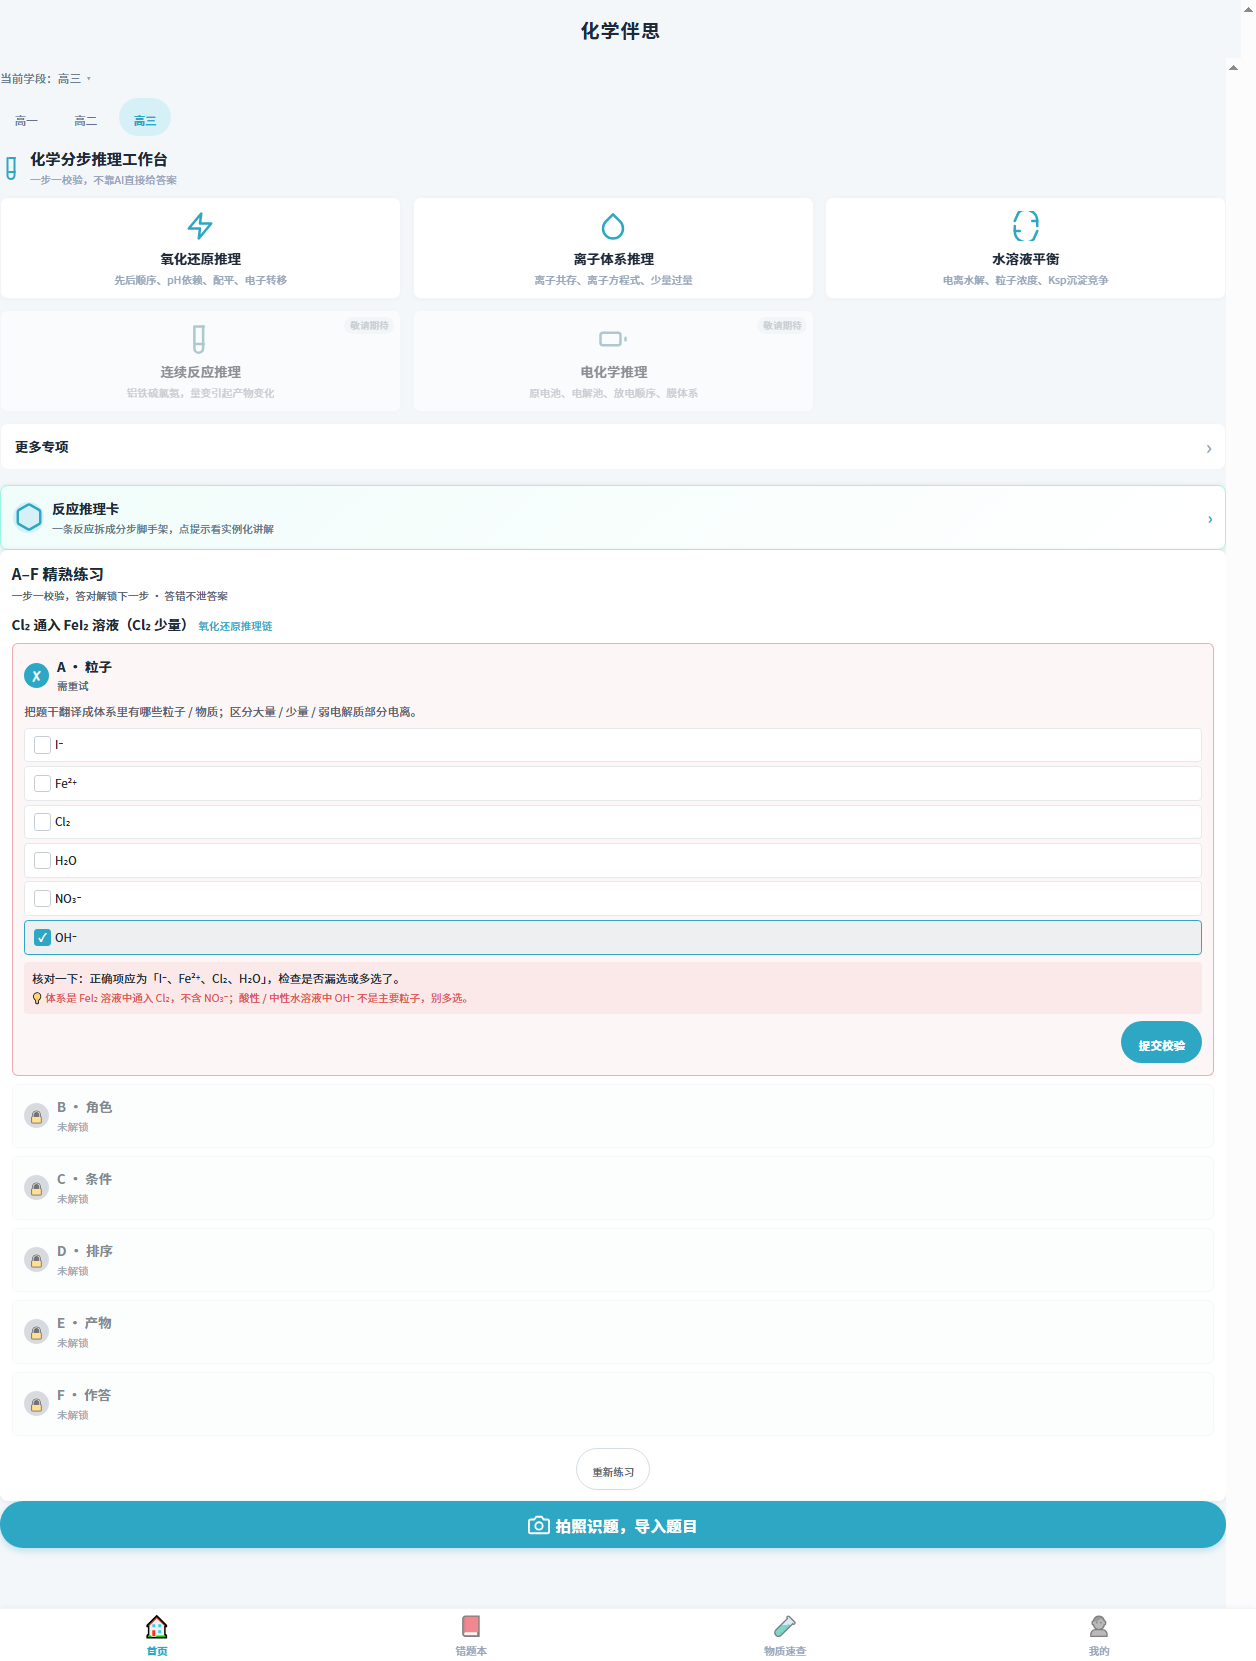 化学伴思
当前学段：高三
高一
高二
高三
化学分步推理工作台
一步一校验，不靠AI直接给答案
氧化还原推理
先后顺序、pH依赖、配平、电子转移
离子体系推理
离子共存、离子方程式、少量过量
水溶液平衡
电离水解、粒子浓度、Ksp沉淀竞争
敬请期待
连续反应推理
铝铁硫氯氮，量变引起产物变化
敬请期待
电化学推理
原电池、电解池、放电顺序、膜体系
更多专项
反应推理卡
一条反应拆成分步脚手架，点提示看实例化讲解
A–F 精熟练习
一步一校验，答对解锁下一步 · 答错不泄答案
Cl₂ 通入 FeI₂ 溶液（Cl₂ 少量） 氧化还原推理链
✗ A · 粒子
需重试
把题干翻译成体系里有哪些粒子 / 物质；区分大量 / 少量 / 弱电解质部分电离。
I⁻
Fe²⁺
Cl₂
H₂O
NO₃⁻
OH⁻
核对一下：正确项应为「I⁻、Fe²⁺、Cl₂、H₂O」，检查是否漏选或多选了。
体系是 FeI₂ 溶液中通入 Cl₂，不含 NO₃⁻；酸性 / 中性水溶液中 OH⁻ 不是主要粒子，别多选。
提交校验
B · 角色
未解锁
C · 条件
未解锁
D · 排序
未解锁
E · 产物
未解锁
F · 作答
未解锁
重新练习
拍照识题，导入题目
首页
错题本
物质速查
我的